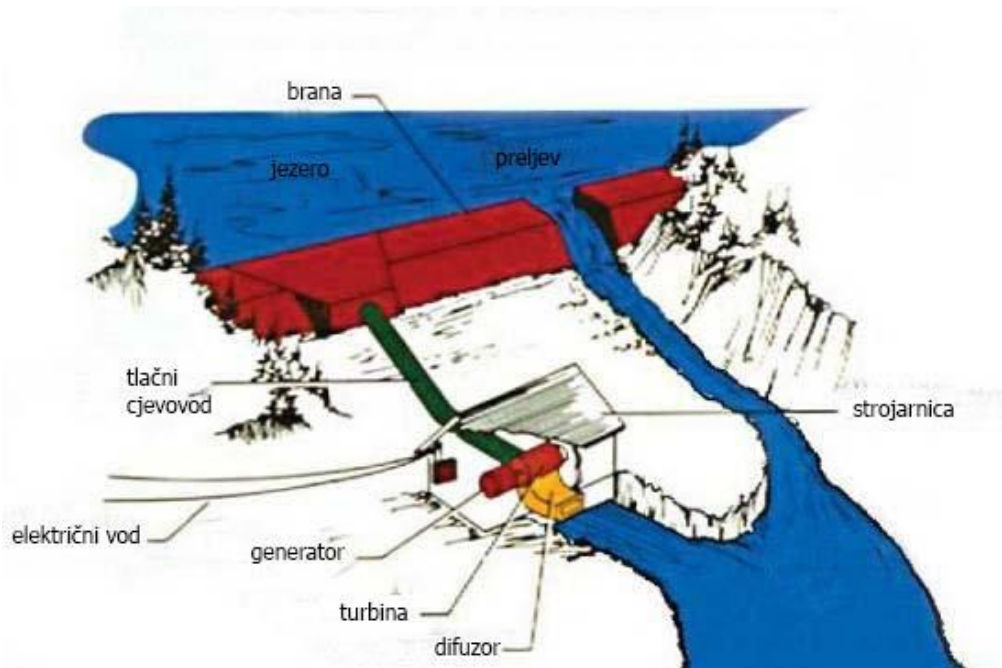 brana
jezero
preljev
tlačni
cjevovod
strojarnica
električni vod
generator
turbina
difuzor